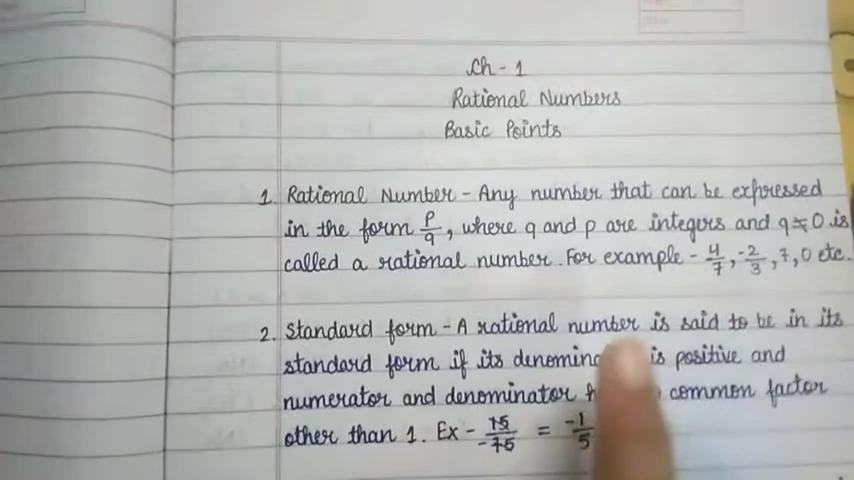 Ch - 1
Rational Numbers
Basic Points
1. Rational Number - Any number that can be expressed
in the form p/q, where q and p are integers and q ≠ 0 is
called a rational number. For example - 4/7, -2/3, 7, 0 etc.
2. Standard form - A rational number is said to be in its
standard form if its denomin is positive and
numerator and denominator common factor
other than 1. Ex - 15/-75 = -1/5